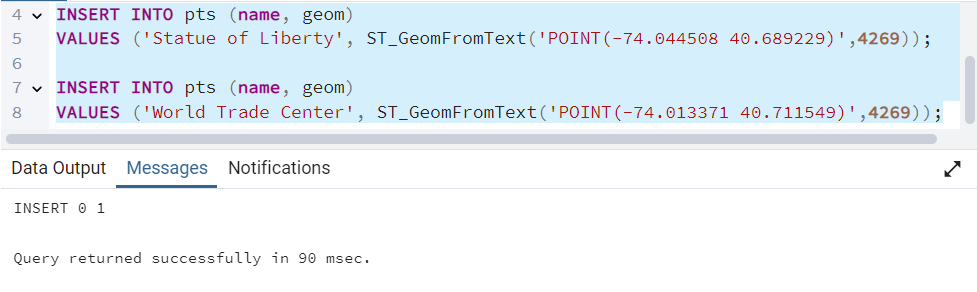 4 INSERT INTO pts (name, geom)
5 VALUES ('Statue of Liberty', ST_GeomFromText('POINT(-74.044508 40.689229)',4269));
6
7 INSERT INTO pts (name, geom)
8 VALUES ('World Trade Center', ST_GeomFromText('POINT(-74.013371 40.711549)',4269));
Data Output Messages Notifications
INSERT 0 1
Query returned successfully in 90 msec.